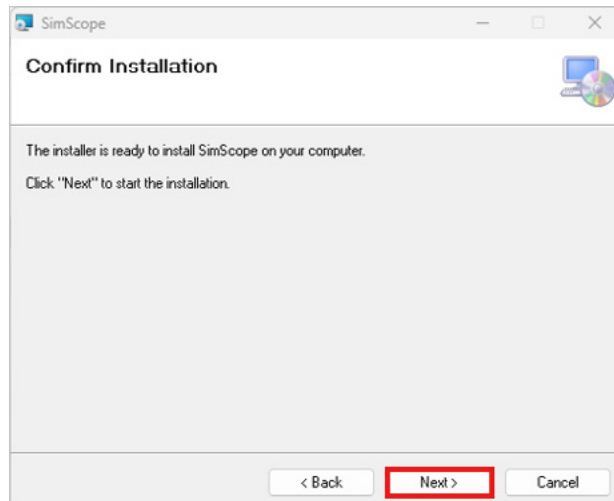 SimScope
Confirm Installation
The installer is ready to install SimScope on your computer.
Click "Next" to start the installation.
< Back
Next >
Cancel